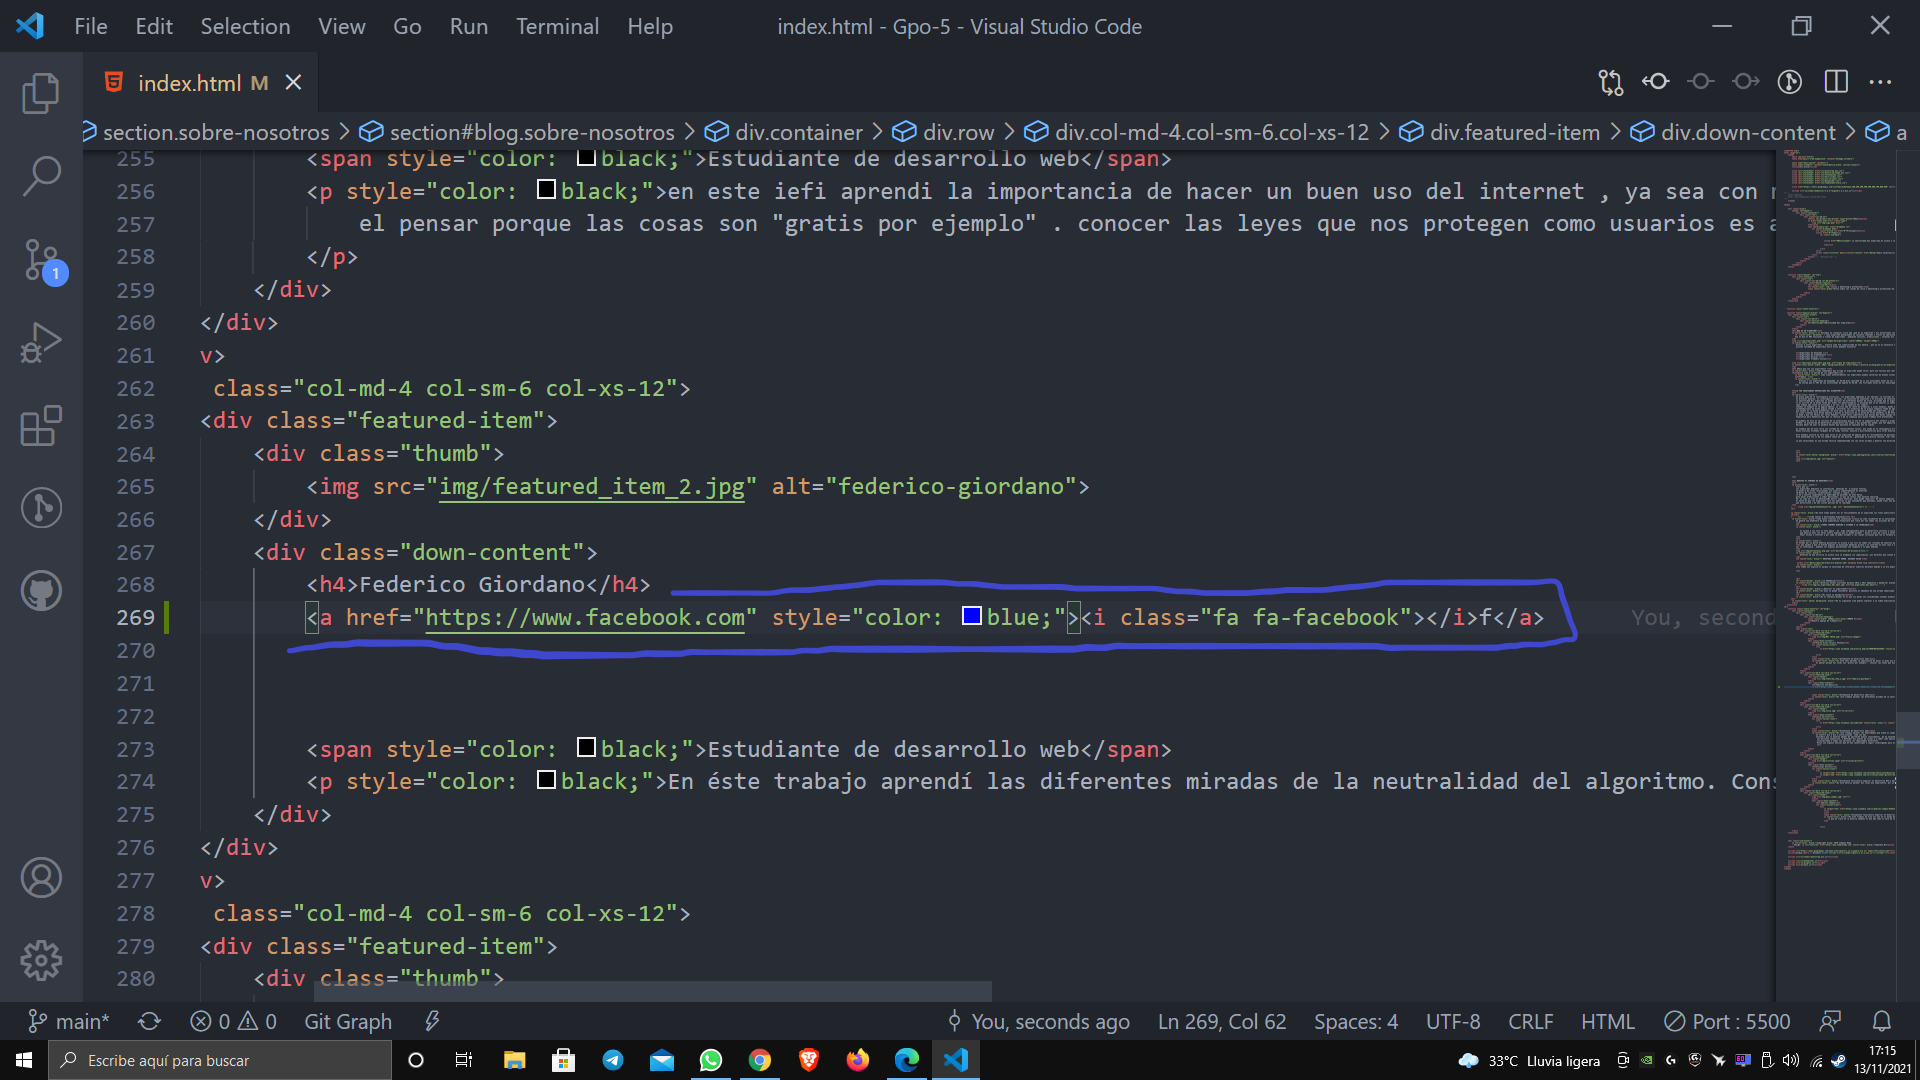 File Edit Selection View Go Run Terminal Help index.html - Gpo-5 - Visual Studio Code
index.html M
section.sobre-nosotros > section#blog.sobre-nosotros > div.container > div.row > div.col-md-4.col-sm-6.col-xs-12 > div.featured-item > div.down-content > a
255 <span style="color: black;">Estudiante de desarrollo web</span>
256 <p style="color: black;">en este iefi aprendi la importancia de hacer un buen uso del internet , ya sea con
257 el pensar porque las cosas son "gratis por ejemplo" . conocer las leyes que nos protegen como usuarios es a
258 </p>
259 </div>
260 </div>
261 v>
262 class="col-md-4 col-sm-6 col-xs-12">
263 <div class="featured-item">
264 <div class="thumb">
265 <img src="img/featured_item_2.jpg" alt="federico-giordano">
266 </div>
267 <div class="down-content">
268 <h4>Federico Giordano</h4>
269 <a href="https://www.facebook.com" style="color: blue;"><i class="fa fa-facebook"></i>f</a> You, second
270
271
272
273 <span style="color: black;">Estudiante de desarrollo web</span>
274 <p style="color: black;">En éste trabajo aprendí las diferentes miradas de la neutralidad del algoritmo. Cons
275 </div>
276 </div>
277 v>
278 class="col-md-4 col-sm-6 col-xs-12">
279 <div class="featured-item">
280 <div class="thumb">
1
main* 0 0 Git Graph You, seconds ago Ln 269, Col 62 Spaces: 4 UTF-8 CRLF HTML Port : 5500
Escribe aquí para buscar 33°C Lluvia ligera 17:15
13/11/2021